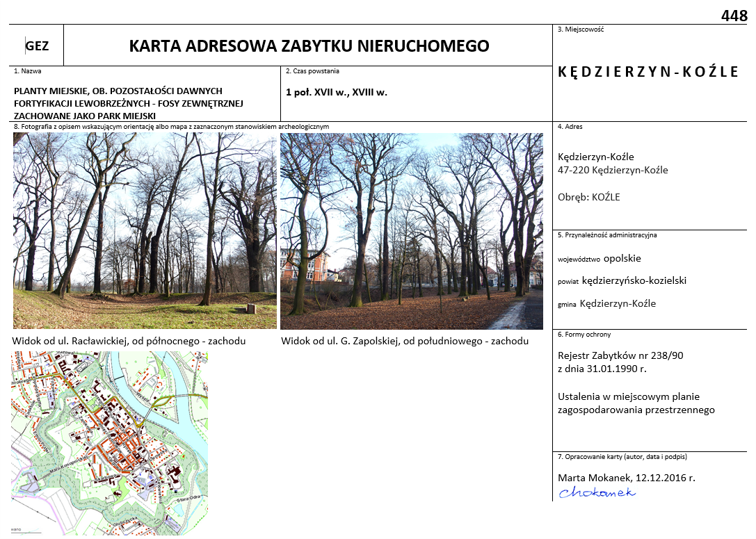 448
GEZ
KARTA ADRESOWA ZABYTKU NIERUCHOMEGO
3. Miejscowość
KĘDZIERZYN-KOŹLE
1. Nazwa
PLANTY MIEJSKIE, OB. POZOSTAŁOŚCI DAWNYCH
FORTYFIKACJI LEWOBRZEŻNYCH - FOSY ZEWNĘTRZNEJ
ZACHOWANE JAKO PARK MIEJSKI
2. Czas powstania
1 poł. XVII w., XVIII w.
8. Fotografia z opisem wskazującym orientację albo mapa z zaznaczonym stanowiskiem archeologicznym
Widok od ul. Racławickiej, od północnego - zachodu
Widok od ul. G. Zapolskiej, od południowego - zachodu
4. Adres
Kędzierzyn-Koźle
47-220 Kędzierzyn-Koźle
Obręb: KOŹLE
5. Przynależność administracyjna
województwo opolskie
powiat kędzierzyńsko-kozielski
gmina Kędzierzyn-Koźle
6. Formy ochrony
Rejestr Zabytków nr 238/90
z dnia 31.01.1990 r.
Ustalenia w miejscowym planie
zagospodarowania przestrzennego
7. Opracowanie karty (autor, data i podpis)
Marta Mokanek, 12.12.2016 r.